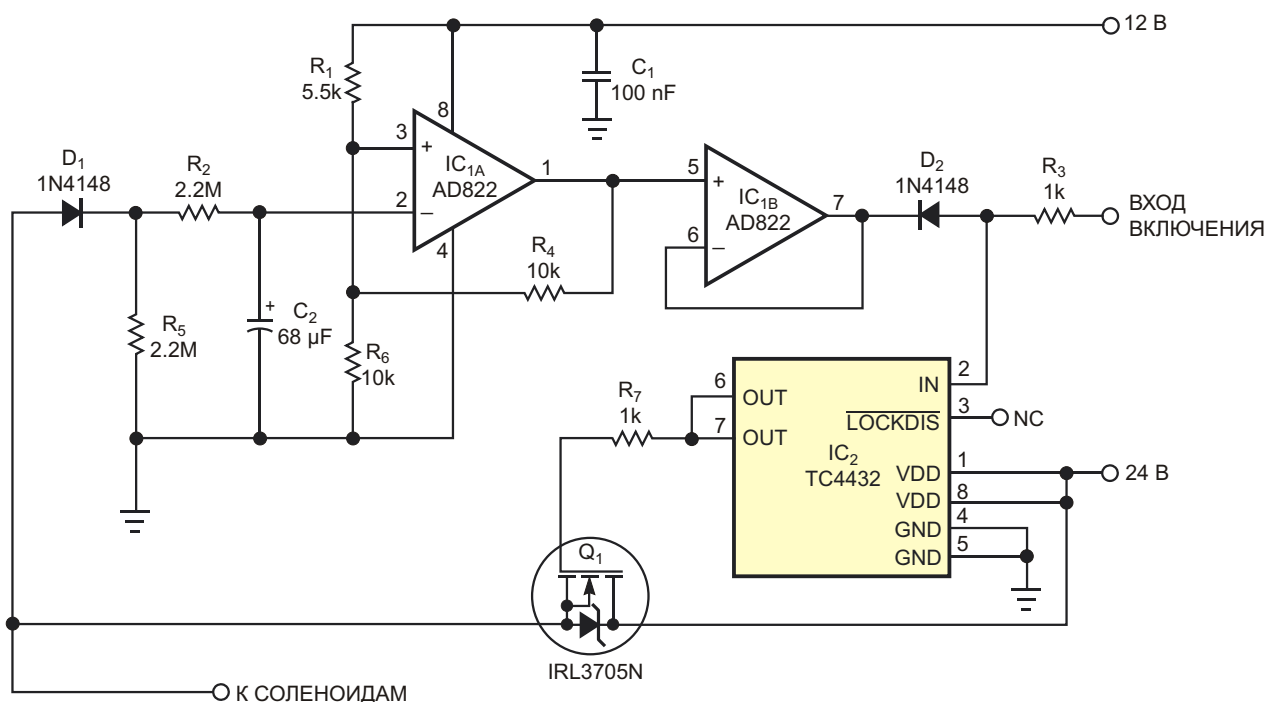 12 В
R1
5.5k
C1
100 nF
8
3
+
IC1A
AD822
1
2
–
4
D1
1N4148
R2
2.2M
5
+
IC1B
AD822
7
6
–
D2
1N4148
R3
1k
ВХОД
ВКЛЮЧЕНИЯ
R4
10k
R5
2.2M
+
C2
68 µF
R6
10k
R7
1k
6
OUT
7
OUT
IN
2
LOCKDIS
3
NC
IC2
TC4432
VDD
1
24 В
VDD
8
GND
4
GND
5
Q1
IRL3705N
К СОЛЕНОИДАМ